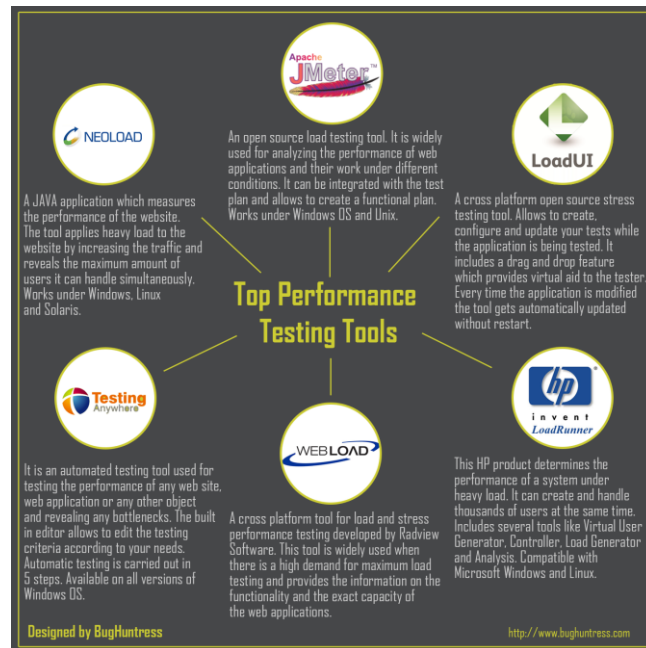 Apache
JMeter™
NEOLOAD
LoadUI
An open source load testing tool. It is widely
used for analyzing the performance of web
applications and their work under different
conditions. It can be integrated with the test
plan and allows to create a functional plan.
Works under Windows OS and Unix.
A JAVA application which measures
the performance of the website.
The tool applies heavy load to the
website by increasing the traffic and
reveals the maximum amount of
users it can handle simultaneously.
Works under Windows, Linux
and Solaris.
A cross platform open source stress
testing tool. Allows to create,
configure and update your tests while
the application is being tested. It
includes a drag and drop feature
which provides virtual aid to the tester.
Every time the application is modified
the tool gets automatically updated
without restart.
Top Performance
Testing Tools
Testing
Anywhere
WEBLOAD
hp
invent
LoadRunner
It is an automated testing tool used for
testing the performance of any web site,
web application or any other object
and revealing any bottlenecks. The built
in editor allows to edit the testing
criteria according to your needs.
Automatic testing is carried out in
5 steps. Available on all versions of
Windows OS.
A cross platform tool for load and stress
performance testing developed by Radview
Software. This tool is widely used when
there is a high demand for maximum load
testing and provides the information on the
functionality and the exact capacity of
the web applications.
This HP product determines the
performance of a system under
heavy load. It can create and handle
thousands of users at the same time.
Includes several tools like Virtual User
Generator, Controller, Load Generator
and Analysis. Compatible with
Microsoft Windows and Linux.
Designed by BugHuntress
http://www.bughuntress.com